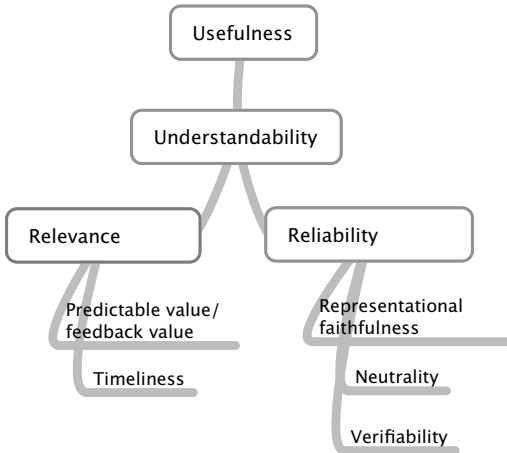 Usefulness
Understandability
Relevance
Reliability
Predictable value/
feedback value
Timeliness
Representational
faithfulness
Neutrality
Verifiability